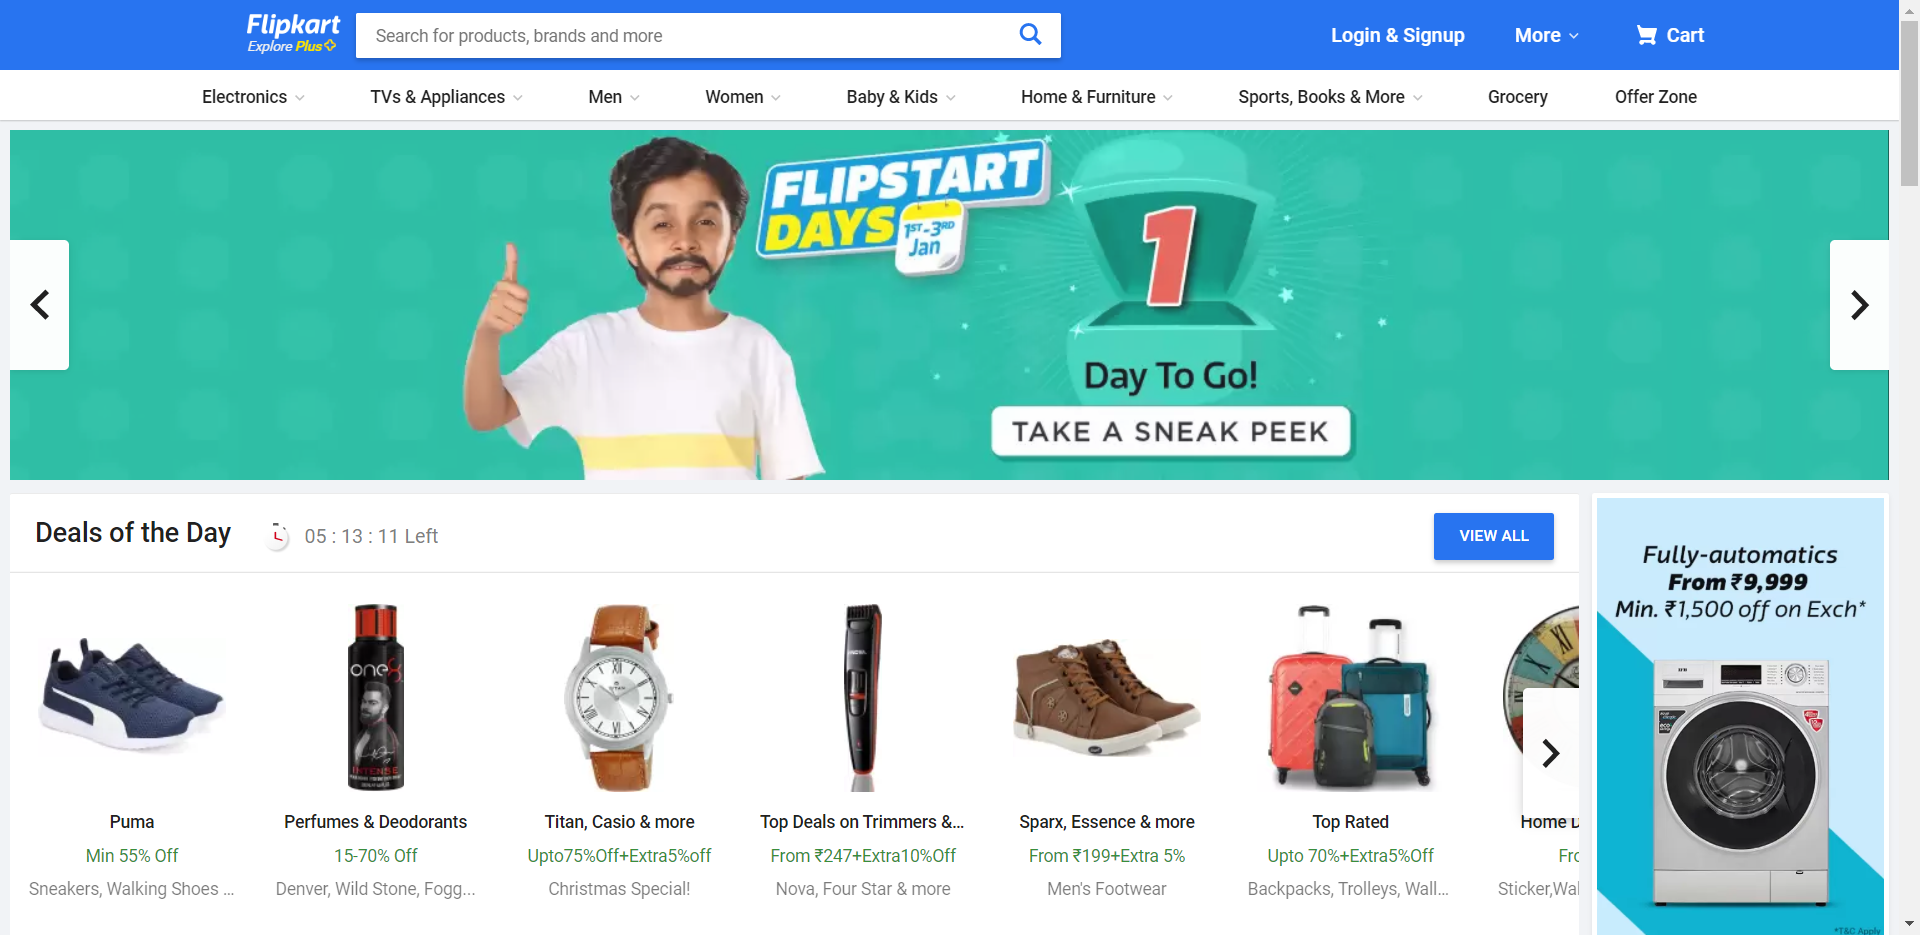 Flipkart
Explore Plus
Search for products, brands and more
Login & Signup
More
Cart
Electronics
TVs & Appliances
Men
Women
Baby & Kids
Home & Furniture
Sports, Books & More
Grocery
Offer Zone
FLIPSTART
DAYS
1ST-3RD
Jan
1
Day To Go!
TAKE A SNEAK PEEK
Deals of the Day
05 : 13 : 11 Left
VIEW ALL
Fully-automatics
From ₹9,999
Min. ₹1,500 off on Exch*
one8
INTENSE
Puma
Perfumes & Deodorants
Titan, Casio & more
Top Deals on Trimmers &...
Sparx, Essence & more
Top Rated
Home
Min 55% Off
15-70% Off
Upto75%Off+Extra5%off
From ₹247+Extra10%Off
From ₹199+Extra 5%
Upto 70%+Extra5%Off
Fro
Sneakers, Walking Shoes ...
Denver, Wild Stone, Fogg...
Christmas Special!
Nova, Four Star & more
Men's Footwear
Backpacks, Trolleys, Wall...
Sticker,Wal
*T&C Apply